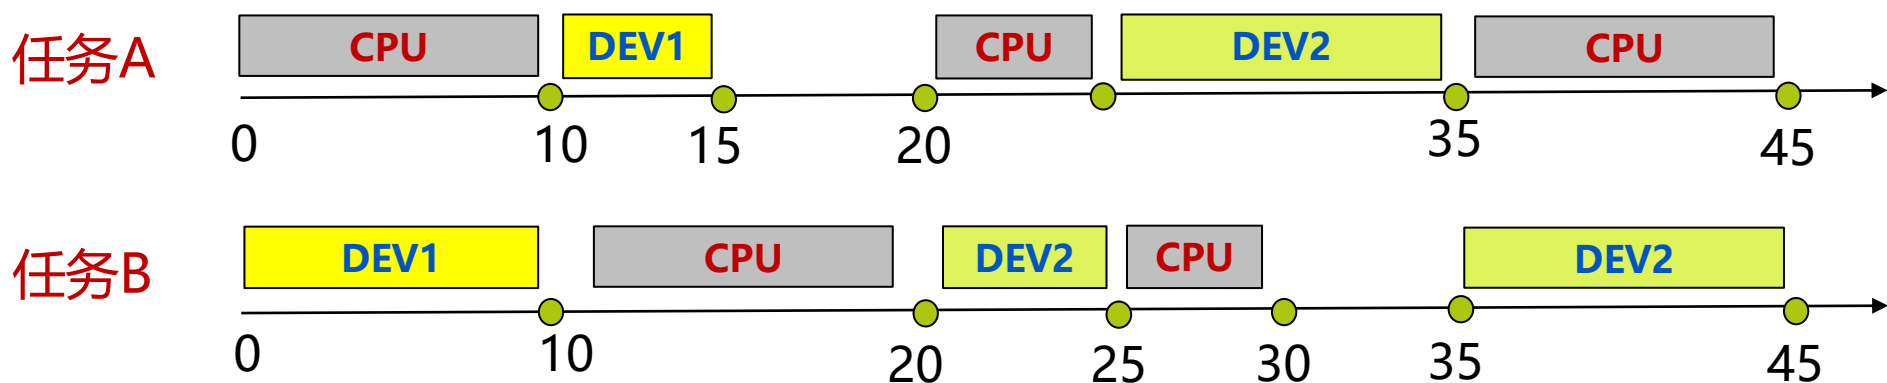 任务A CPU DEV1 CPU DEV2 CPU
0 10 15 20 35 45
任务B DEV1 CPU DEV2 CPU DEV2
0 10 20 25 30 35 45